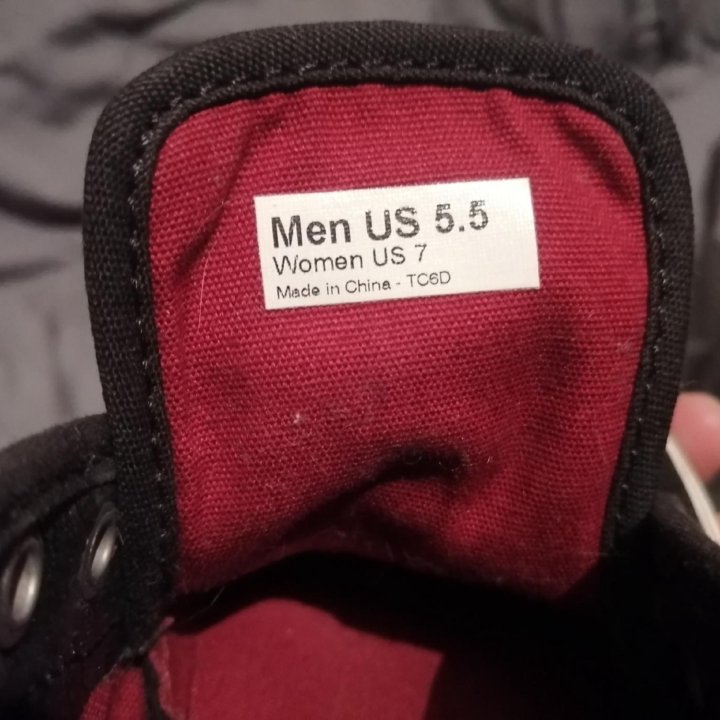 Men US 5.5
Women US 7
Made in China - TC6D